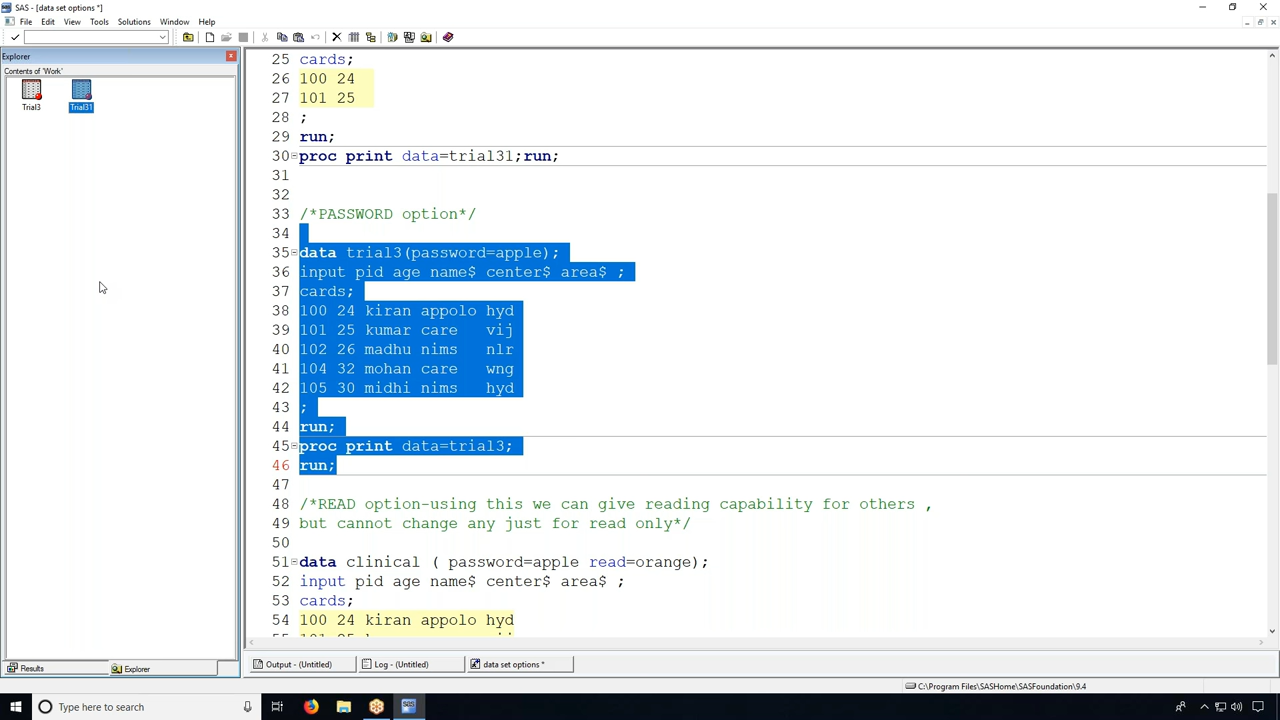 SAS - [data set options *]
File Edit View Tools Solutions Window Help
Explorer
Contents of 'Work'
Trial3 Trial31
25 cards;
26 100 24
27 101 25
28 ;
29 run;
30 proc print data=trial31;run;
31
32
33 /*PASSWORD option*/
34
35 data trial3(password=apple);
36 input pid age name$ center$ area$ ;
37 cards;
38 100 24 kiran appolo hyd
39 101 25 kumar care vij
40 102 26 madhu nims nlr
41 104 32 mohan care wng
42 105 30 midhi nims hyd
43 ;
44 run;
45 proc print data=trial3;
46 run;
47
48 /*READ option-using this we can give reading capability for others ,
49 but cannot change any just for read only*/
50
51 data clinical ( password=apple read=orange);
52 input pid age name$ center$ area$ ;
53 cards;
54 100 24 kiran appolo hyd
Results Explorer
Output - (Untitled) Log - (Untitled) data set options *
C:\Program Files\SASHome\SASFoundation\9.4
Type here to search